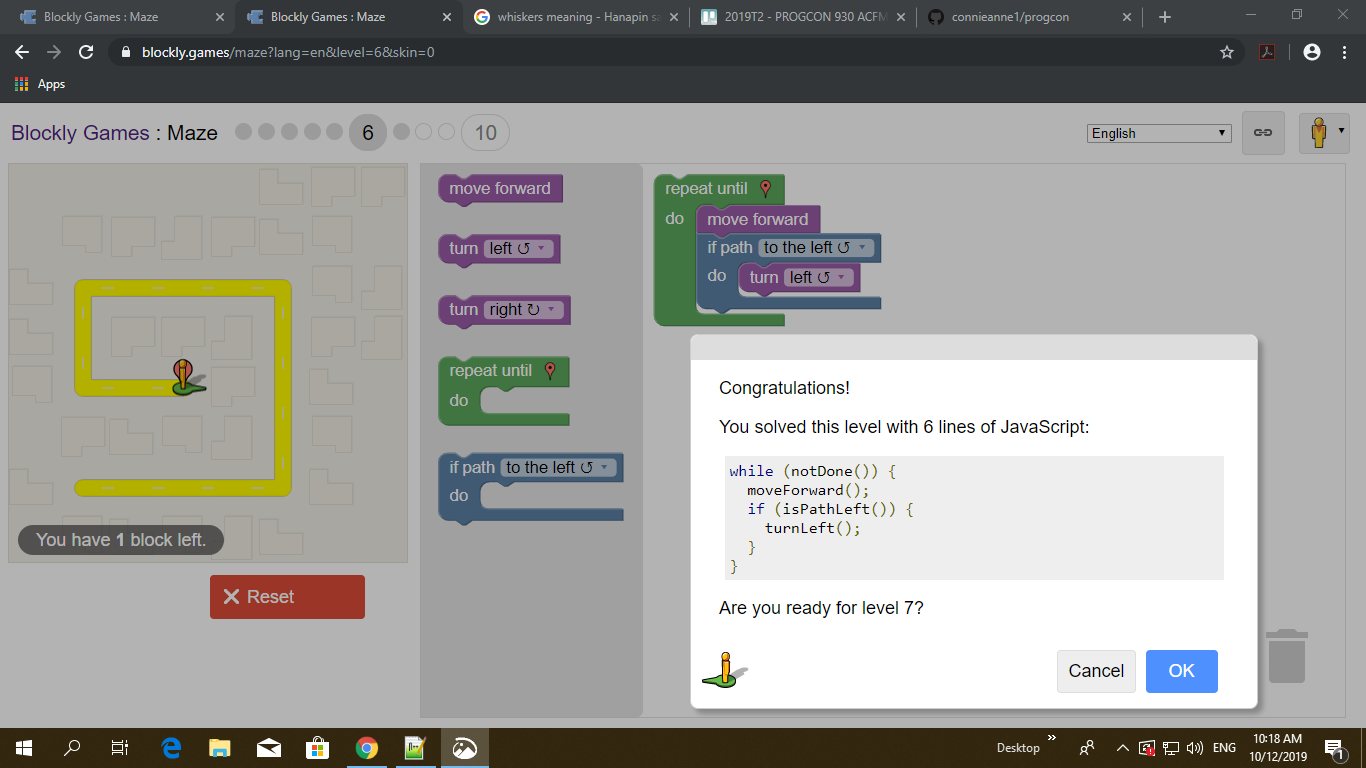 Blockly Games : Maze
Blockly Games : Maze
whiskers meaning - Hanapin sa
2019T2 - PROGCON 930 ACFM
connieanne1/progcon
blockly.games/maze?lang=en&level=6&skin=0
Apps
Blockly Games : Maze
6
10
English
move forward
turn left ↺
turn right ↻
repeat until
do
if path to the left ↺
do
repeat until
do
move forward
if path to the left ↺
do
turn left ↺
You have 1 block left.
Reset
Congratulations!
You solved this level with 6 lines of JavaScript:
while (notDone()) {
  moveForward();
  if (isPathLeft()) {
    turnLeft();
  }
}
Are you ready for level 7?
Cancel
OK
Desktop
»
ENG
10:18 AM
10/12/2019
1